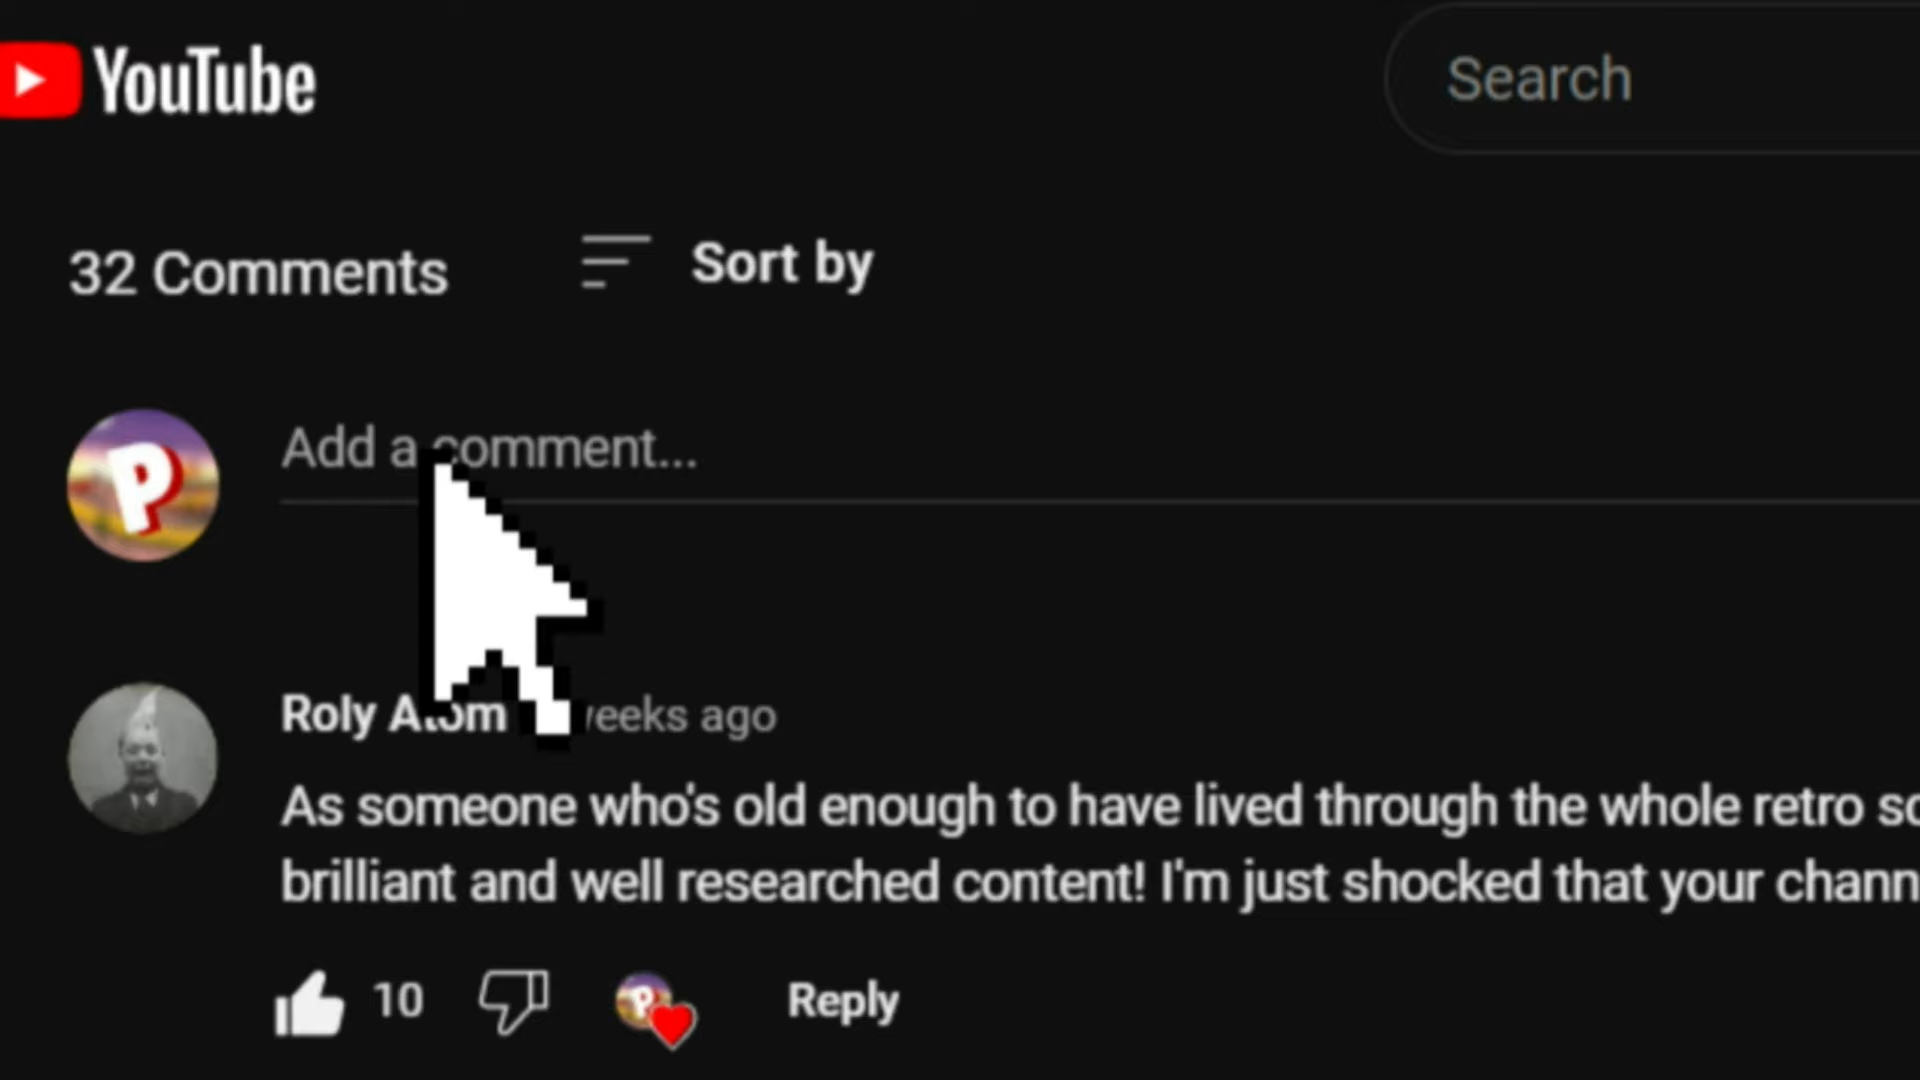 YouTube
Search
32 Comments
Sort by
P
Add a comment...
Roly Atom weeks ago
As someone who's old enough to have lived through the whole retro
brilliant and well researched content! I'm just shocked that your
10
P
Reply